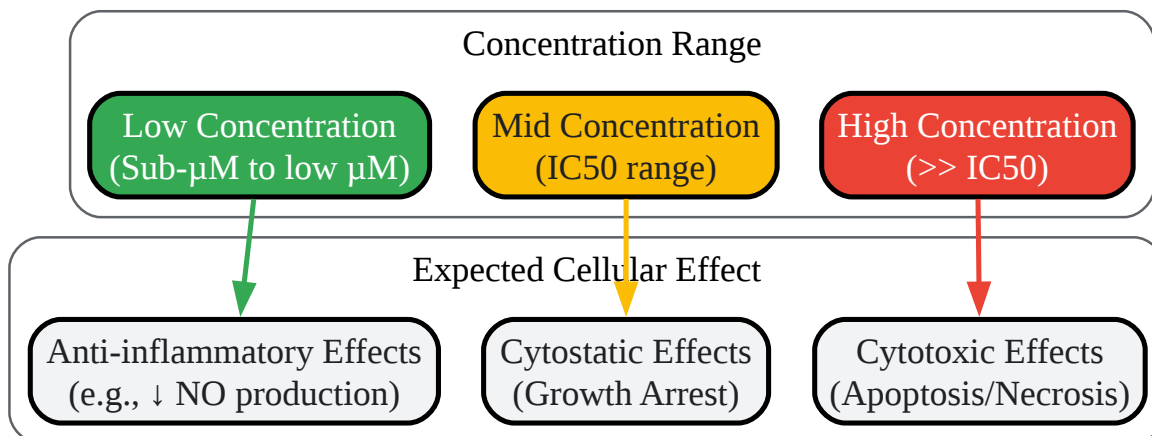 Concentration Range
Low Concentration
(Sub-µM to low µM)
Mid Concentration
(IC50 range)
High Concentration
(>> IC50)
Expected Cellular Effect
Anti-inflammatory Effects
(e.g., ↓ NO production)
Cytostatic Effects
(Growth Arrest)
Cytotoxic Effects
(Apoptosis/Necrosis)